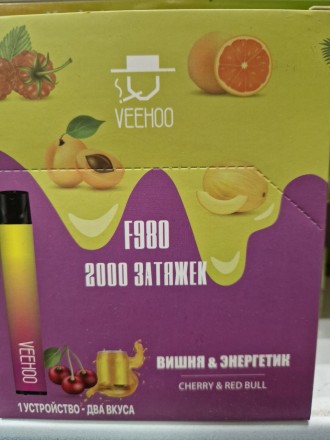 VEEHOO
F980
2000 ЗАТЯЖЕК
VEEHOO
ВИШНЯ & ЭНЕРГЕТИК
CHERRY & RED BULL
1 УСТРОЙСТВО - ДВА ВКУСА